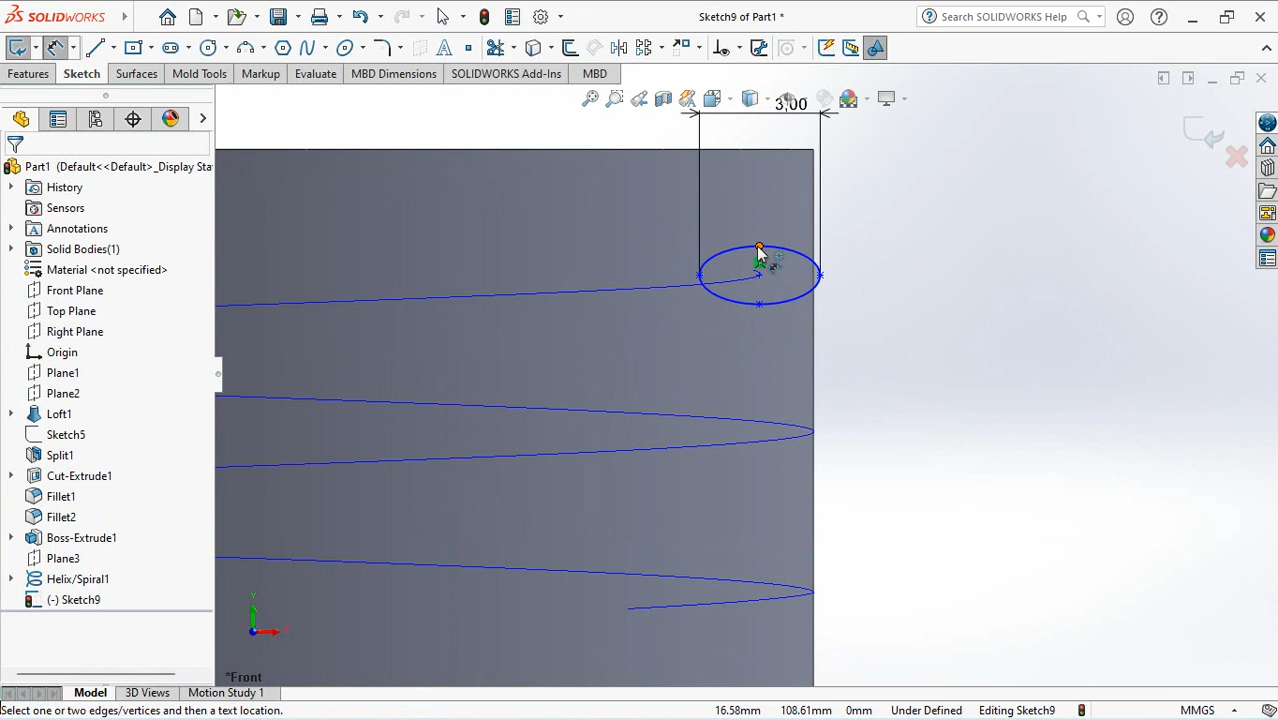 SOLIDWORKS
Sketch9 of Part1 *
Search SOLIDWORKS Help
Features
Sketch
Surfaces
Mold Tools
Markup
Evaluate
MBD Dimensions
SOLIDWORKS Add-Ins
MBD
3,00
Part1 (Default<<Default>_Display Sta
History
Sensors
Annotations
Solid Bodies(1)
Material <not specified>
Front Plane
Top Plane
Right Plane
Origin
Plane1
Plane2
Loft1
Sketch5
Split1
Cut-Extrude1
Fillet1
Fillet2
Boss-Extrude1
Plane3
Helix/Spiral1
(-) Sketch9
Y
*Front
Model
3D Views
Motion Study 1
Select one or two edges/vertices and then a text location.
16.58mm
108.61mm
0mm
Under Defined
Editing Sketch9
MMGS